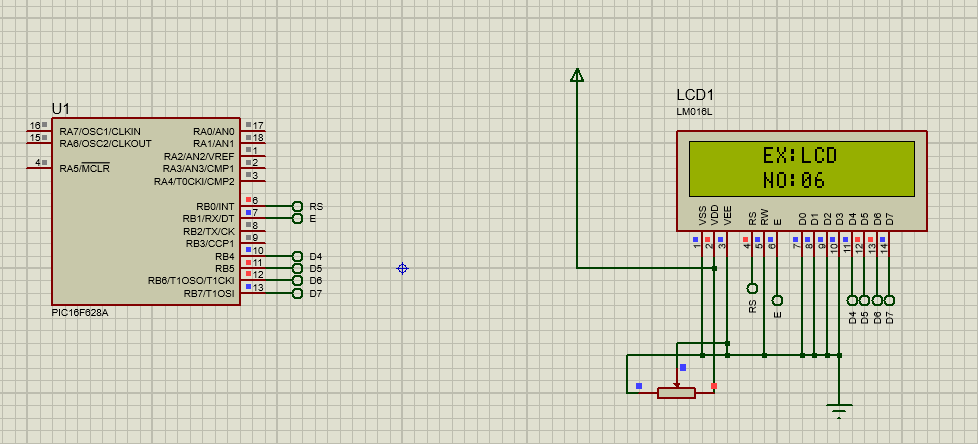 U1
16 RA7/OSC1/CLKIN RA0/AN0 17
15 RA6/OSC2/CLKOUT RA1/AN1 18
RA2/AN2/VREF 1
4 RA5/MCLR RA3/AN3/CMP1 2
RA4/T0CKI/CMP2 3
RB0/INT 6 RS
RB1/RX/DT 7 E
RB2/TX/CK 8
RB3/CCP1 9
RB4 10 D4
RB5 11 D5
RB6/T1OSO/T1CKI 12 D6
RB7/T1OSI 13 D7
PIC16F628A
LCD1
LM016L
EX:LCD
NO:06
VSS VDD VEE RS RW E D0 D1 D2 D3 D4 D5 D6 D7
1 2 3 4 5 6 7 8 9 10 11 12 13 14
RS E D4 D5 D6 D7